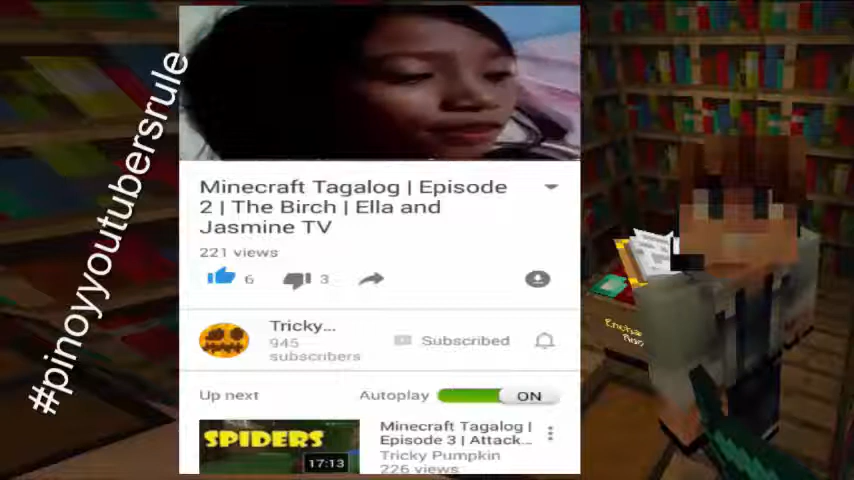 #pinoyyoutubersrule
Minecraft Tagalog | Episode
2 | The Birch | Ella and
Jasmine TV
221 views
6
3
Tricky...
945
subscribers
Subscribed
Up next
Autoplay
ON
SPIDERS
17:13
Minecraft Tagalog |
Episode 3 | Attack...
Tricky Pumpkin
226 views